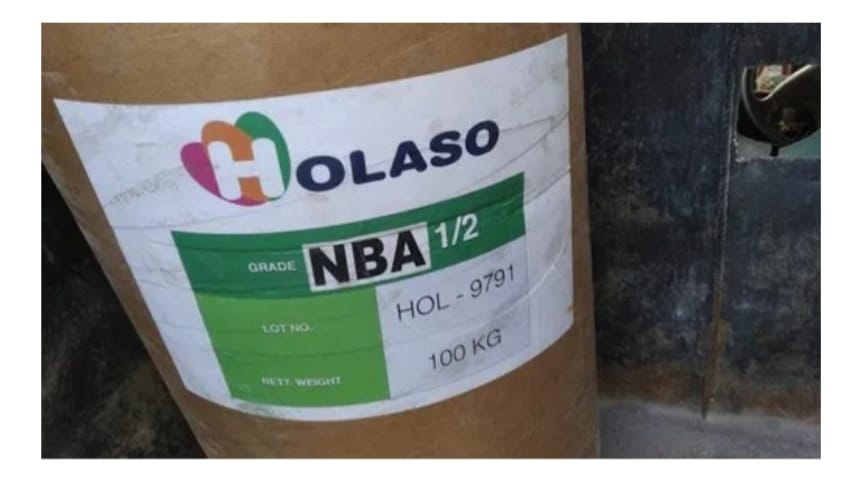 HOLASO
GRADE NBA 1/2
LOT NO. HOL - 9791
NETT. WEIGHT 100 KG